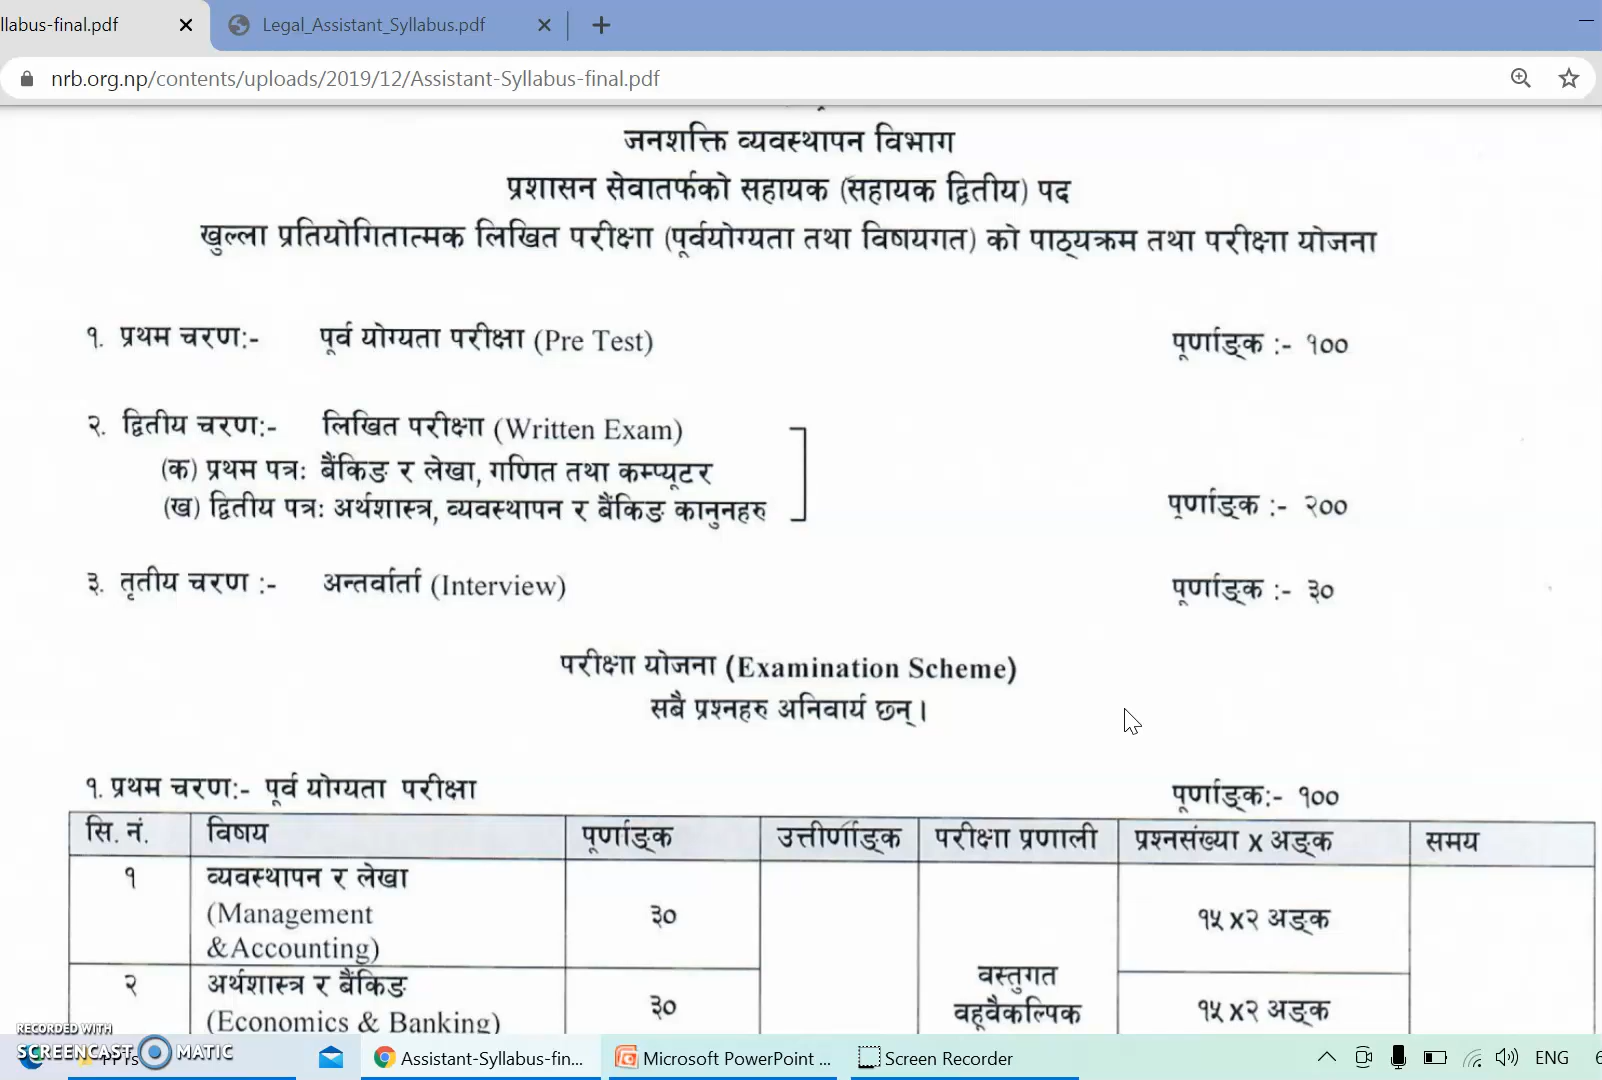 llabus-final.pdf
Legal_Assistant_Syllabus.pdf
nrb.org.np/contents/uploads/2019/12/Assistant-Syllabus-final.pdf
जनशक्ति व्यवस्थापन विभाग
प्रशासन सेवातर्फको सहायक (सहायक द्वितीय) पद
खुल्ला प्रतियोगितात्मक लिखित परीक्षा (पूर्वयोग्यता तथा विषयगत) को पाठ्यक्रम तथा परीक्षा योजना
१. प्रथम चरण:- पूर्व योग्यता परीक्षा (Pre Test) पूर्णाङ्क :- १००
२. द्वितीय चरण:- लिखित परीक्षा (Written Exam)
(क) प्रथम पत्र: बैंकिङ र लेखा, गणित तथा कम्प्यूटर
(ख) द्वितीय पत्र: अर्थशास्त्र, व्यवस्थापन र बैंकिङ कानुनहरु पूर्णाङ्क :- २००
३. तृतीय चरण :- अन्तर्वार्ता (Interview) पूर्णाङ्क :- ३०
परीक्षा योजना (Examination Scheme)
सबै प्रश्नहरु अनिवार्य छन् ।
१. प्रथम चरण:- पूर्व योग्यता परीक्षा पूर्णाङ्क:- १००
सि. नं. विषय पूर्णाङ्क उत्तीर्णाङ्क परीक्षा प्रणाली प्रश्नसंख्या X अङ्क समय
१ व्यवस्थापन र लेखा
(Management
&Accounting)
३० १५ X२ अङ्क
२ अर्थशास्त्र र बैंकिङ
(Economics & Banking)
३० वस्तुगत
बहूवैकल्पिक
१५ X२ अङ्क
RECORDED WITH
SCREENCAST MATIC
Assistant-Syllabus-fin...
Microsoft PowerPoint ...
Screen Recorder
ENG